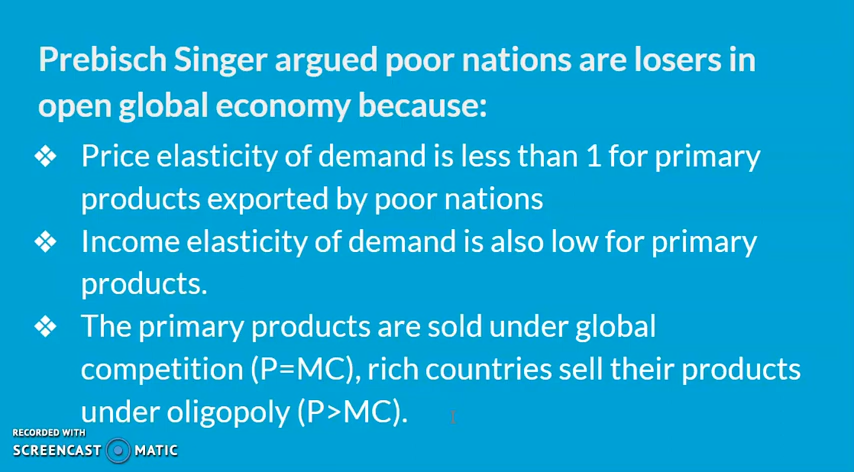 Prebisch Singer argued poor nations are losers in
open global economy because:
❖ Price elasticity of demand is less than 1 for primary
products exported by poor nations
❖ Income elasticity of demand is also low for primary
products.
❖ The primary products are sold under global
competition (P=MC), rich countries sell their products
under oligopoly (P>MC).
RECORDED WITH
SCREENCAST MATIC